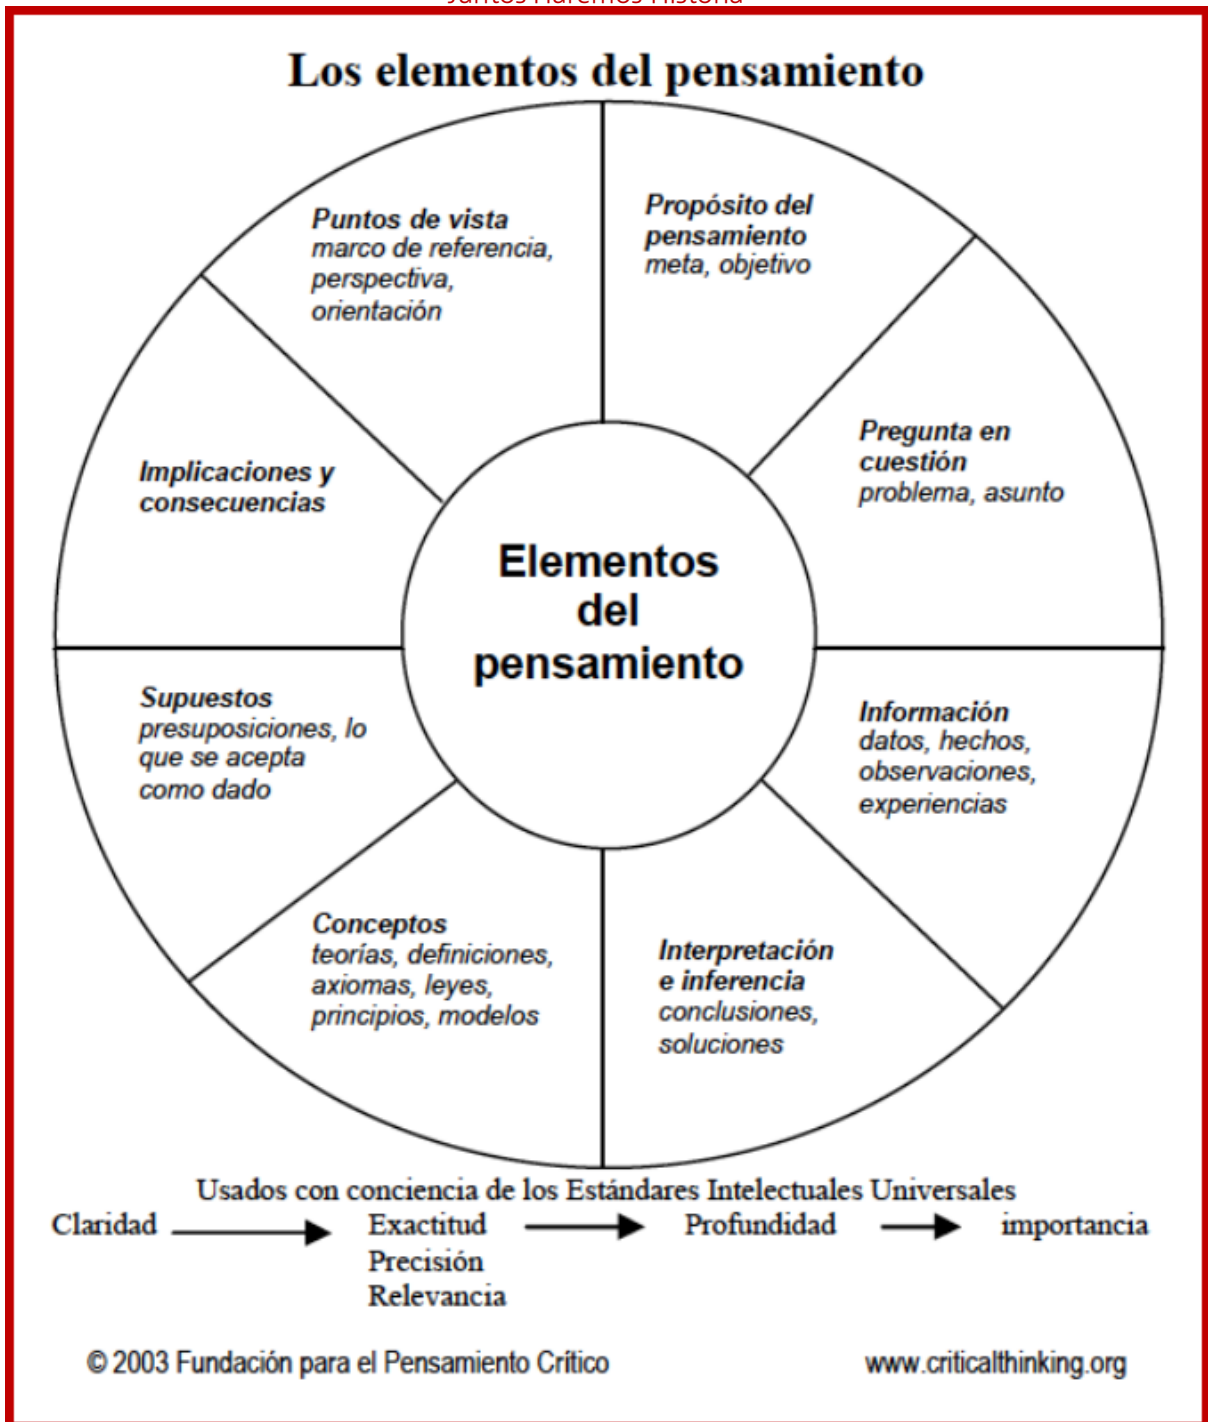 Juntos Haremos Historia
Los elementos del pensamiento
Puntos de vista
marco de referencia,
perspectiva,
orientación
Propósito del
pensamiento
meta, objetivo
Pregunta en
cuestión
problema, asunto
Implicaciones y
consecuencias
Elementos
del
pensamiento
Supuestos
presuposiciones, lo
que se acepta
como dado
Información
datos, hechos,
observaciones,
experiencias
Conceptos
teorías, definiciones,
axiomas, leyes,
principios, modelos
Interpretación
e inferencia
conclusiones,
soluciones
Usados con conciencia de los Estándares Intelectuales Universales
Claridad Exactitud Profundidad importancia
Precisión
Relevancia
© 2003 Fundación para el Pensamiento Crítico www.criticalthinking.org